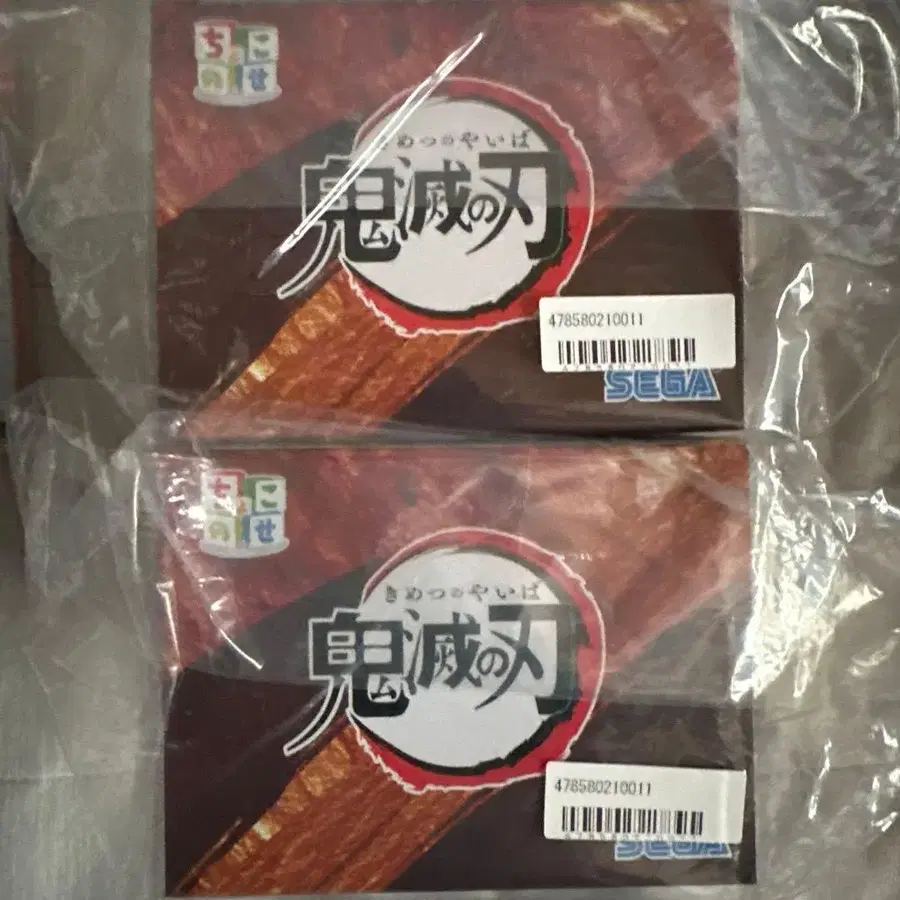 ちょこ
のせ
きめつのやいば
鬼滅の刃
478580210011
SEGA
ちょこ
のせ
きめつのやいば
鬼滅の刃
478580210011
SEGA